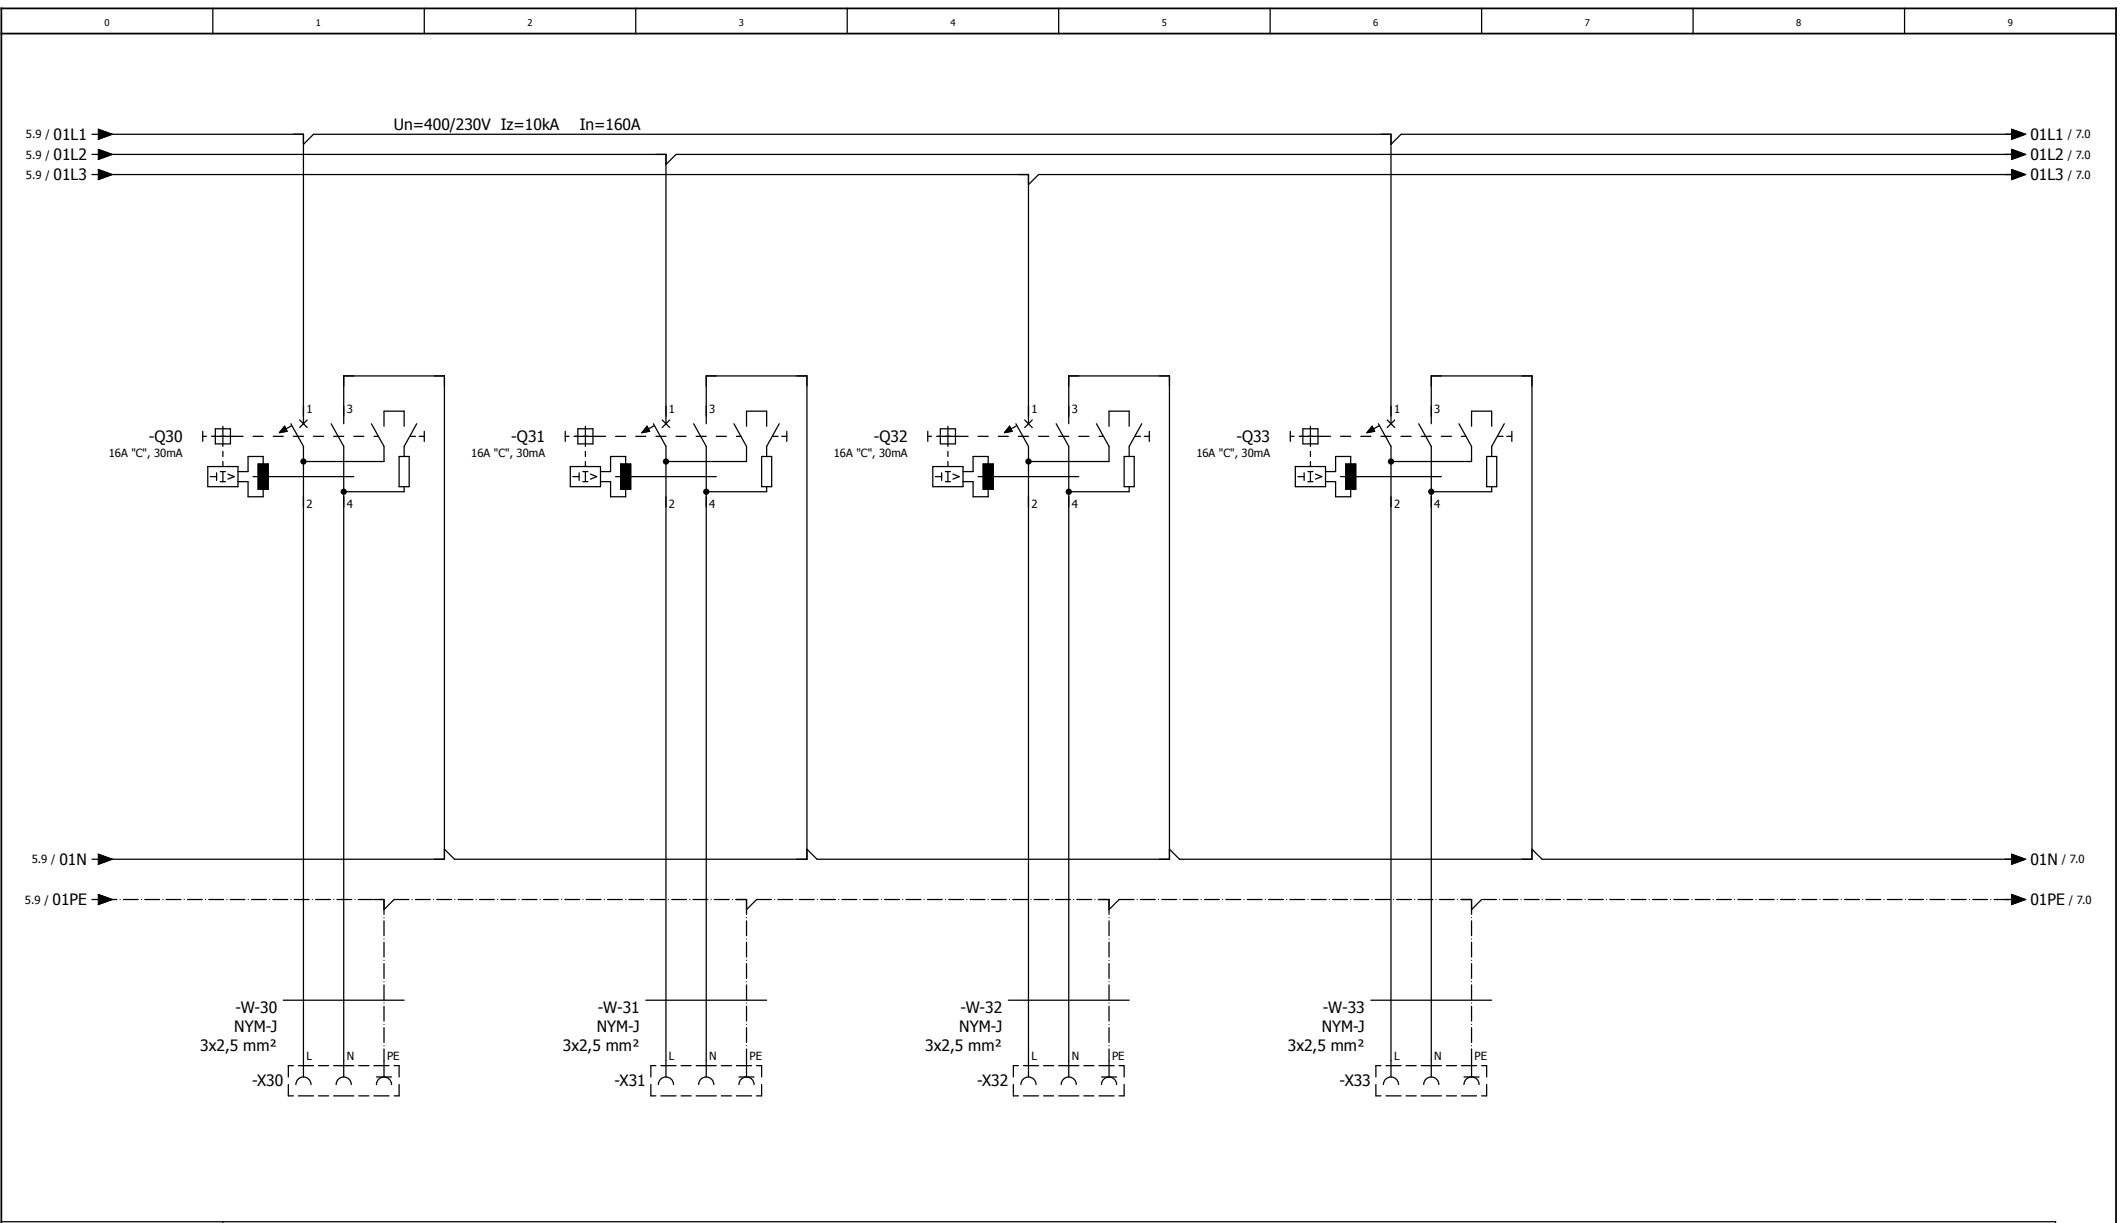 0 1 2 3 4 5 6 7 8 9
Un=400/230V Iz=10kA In=160A
5.9 / 01L1 01L1 / 7.0
5.9 / 01L2 01L2 / 7.0
5.9 / 01L3 01L3 / 7.0
1 3 1 3 1 3 1 3
-Q30 -Q31 -Q32 -Q33
16A "C", 30mA 16A "C", 30mA 16A "C", 30mA 16A "C", 30mA
I> I> I> I>
2 4 2 4 2 4 2 4
5.9 / 01N 01N / 7.0
5.9 / 01PE 01PE / 7.0
-W-30 -W-31 -W-32 -W-33
NYM-J NYM-J NYM-J NYM-J
3x2,5 mm² 3x2,5 mm² 3x2,5 mm² 3x2,5 mm²
L N PE L N PE L N PE L N PE
-X30 -X31 -X32 -X33